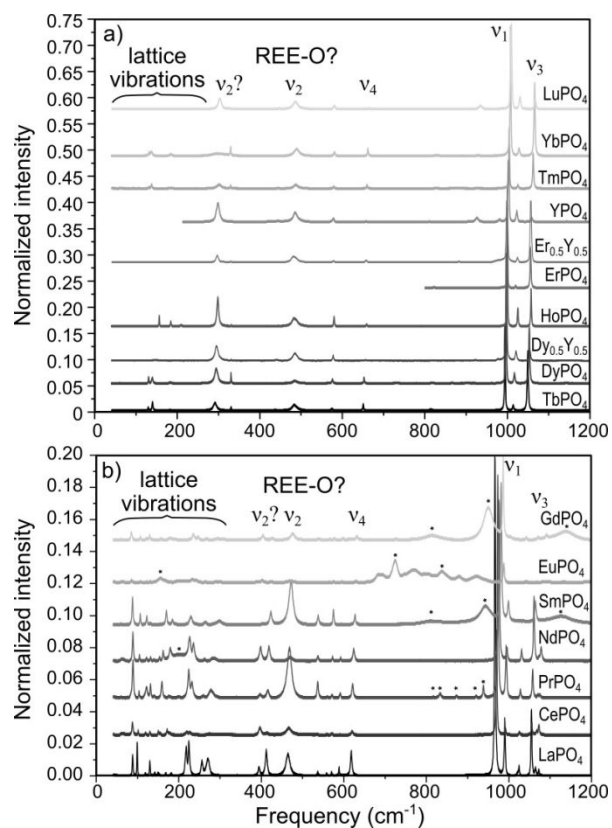 a)
lattice
vibrations
REE-O?
ν₂?
ν₂
ν₄
ν₁
ν₃
LuPO₄
YbPO₄
TmPO₄
YPO₄
Er₀.₅Y₀.₅
ErPO₄
HoPO₄
Dy₀.₅Y₀.₅
DyPO₄
TbPO₄
Normalized intensity
0.75
0.70
0.65
0.60
0.55
0.50
0.45
0.42
0.35
0.30
0.25
0.20
0.15
0.10
0.05
0
0 200 400 600 800 1000 1200
b)
lattice
vibrations
REE-O?
ν₂?
ν₂
ν₄
ν₁
ν₃
GdPO₄
EuPO₄
SmPO₄
NdPO₄
PrPO₄
CePO₄
LaPO₄
Normalized intensity
0.20
0.18
0.16
0.14
0.12
0.10
0.08
0.06
0.04
0.02
0.00
0 200 400 600 800 1000 1200
Frequency (cm⁻¹)